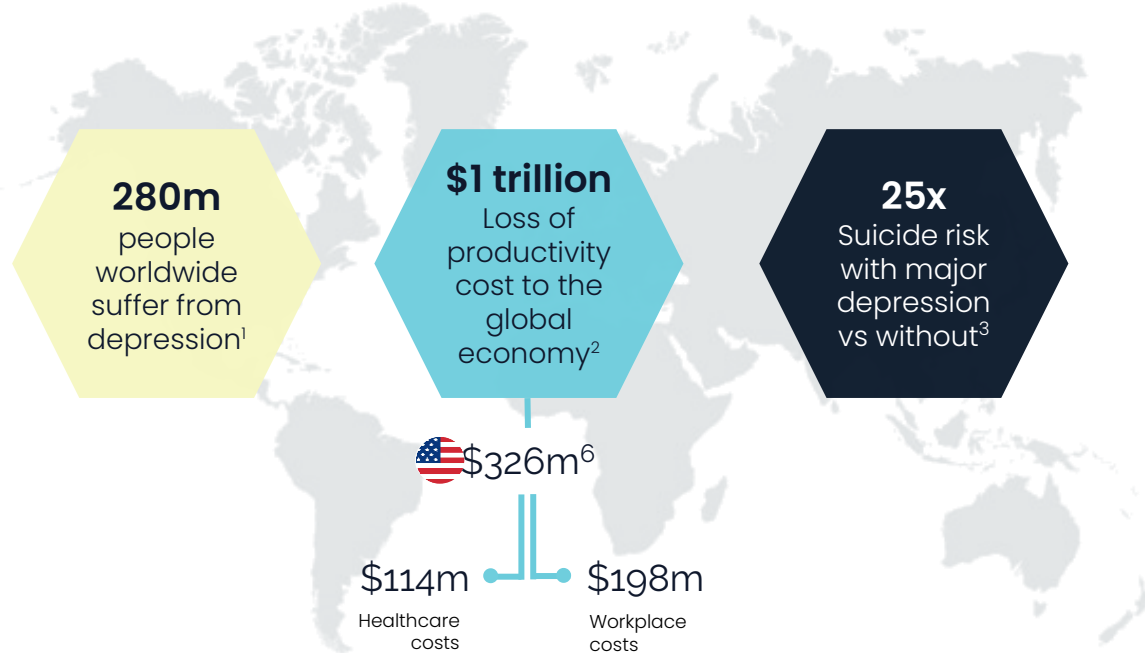 280m
people
worldwide
suffer from
depression¹
$1 trillion
Loss of
productivity
cost to the
global
economy²
25x
Suicide risk
with major
depression
vs without³
$326m⁶
$114m
Healthcare
costs
$198m
Workplace
costs